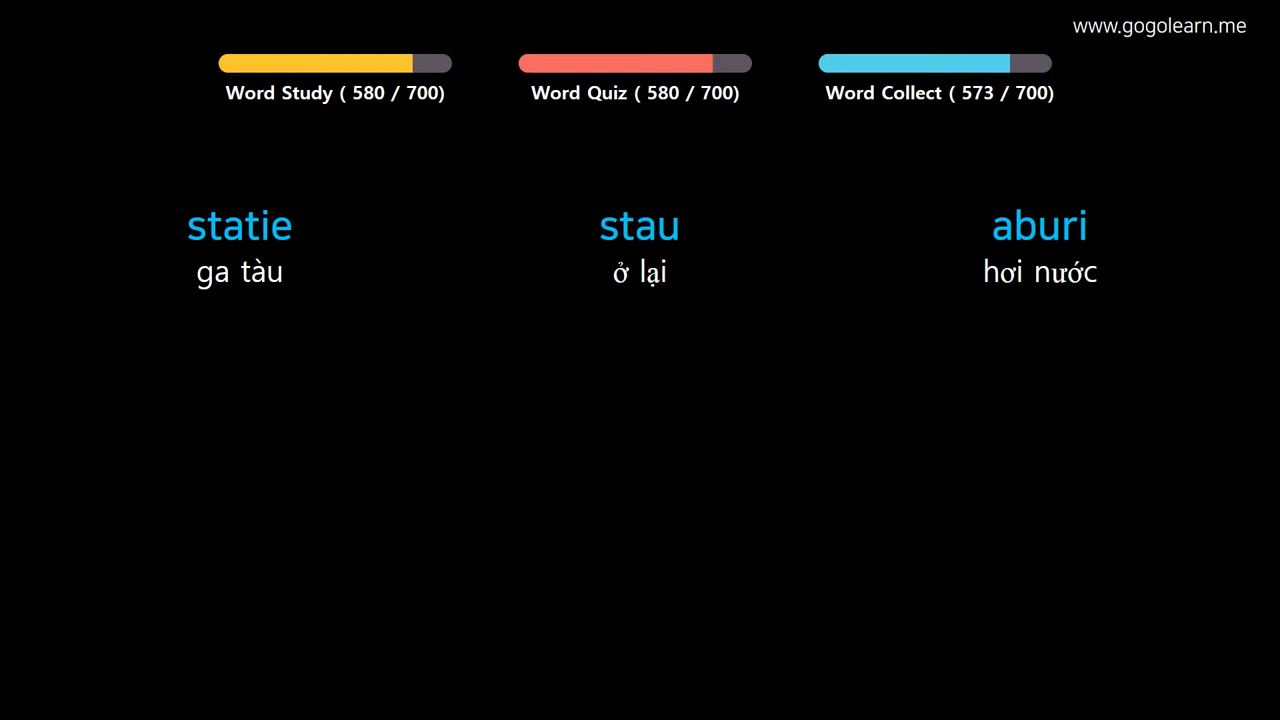 www.gogolearn.me
Word Study ( 580 / 700)
Word Quiz ( 580 / 700)
Word Collect ( 573 / 700)
statie
ga tàu
stau
ở lại
aburi
hơi nước